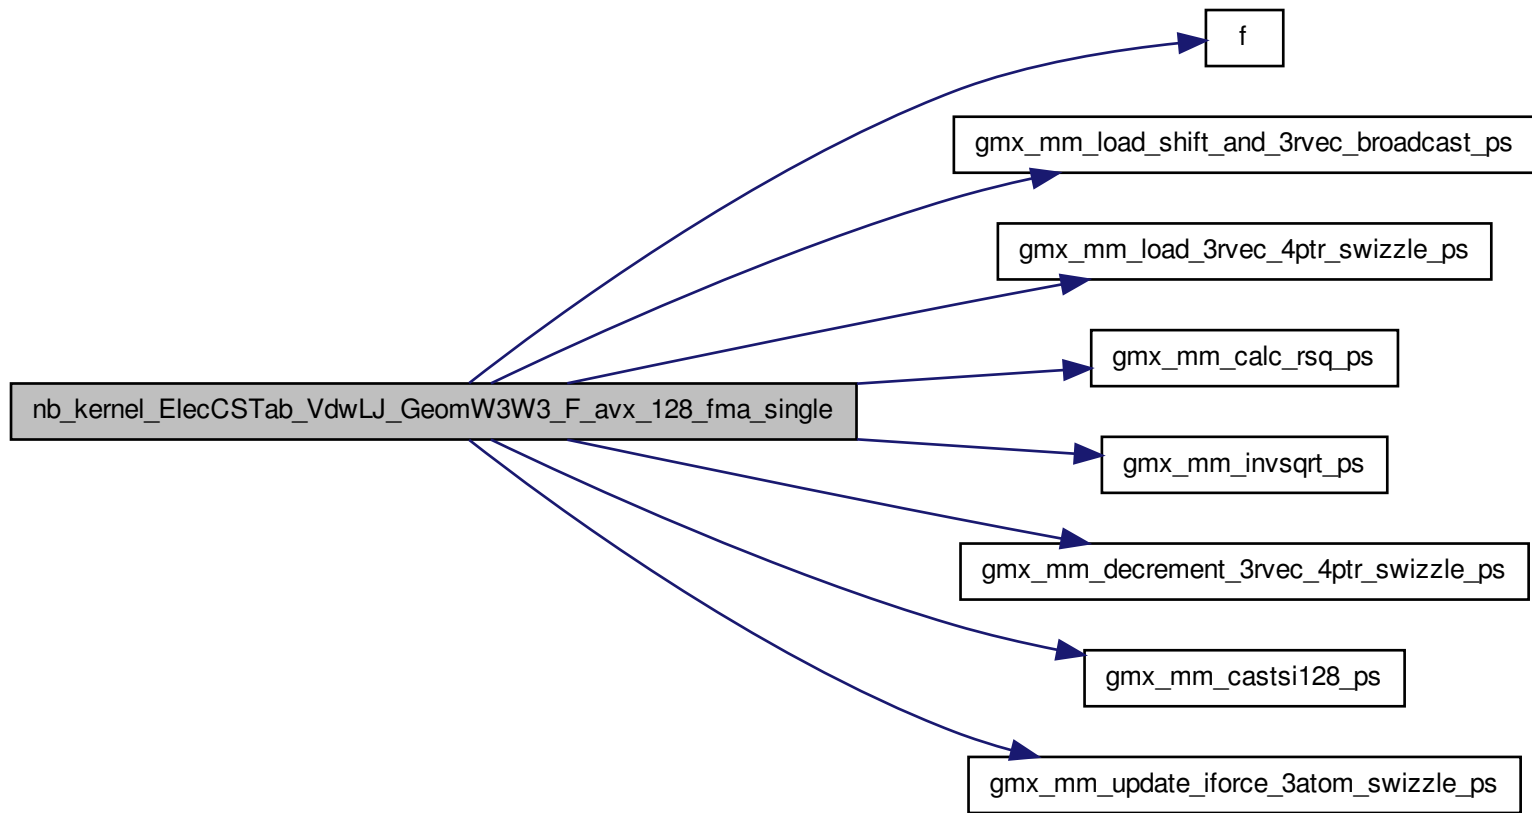 f
gmx_mm_load_shift_and_3rvec_broadcast_ps
gmx_mm_load_3rvec_4ptr_swizzle_ps
gmx_mm_calc_rsq_ps
nb_kernel_ElecCSTab_VdwLJ_GeomW3W3_F_avx_128_fma_single
gmx_mm_invsqrt_ps
gmx_mm_decrement_3rvec_4ptr_swizzle_ps
gmx_mm_castsi128_ps
gmx_mm_update_iforce_3atom_swizzle_ps